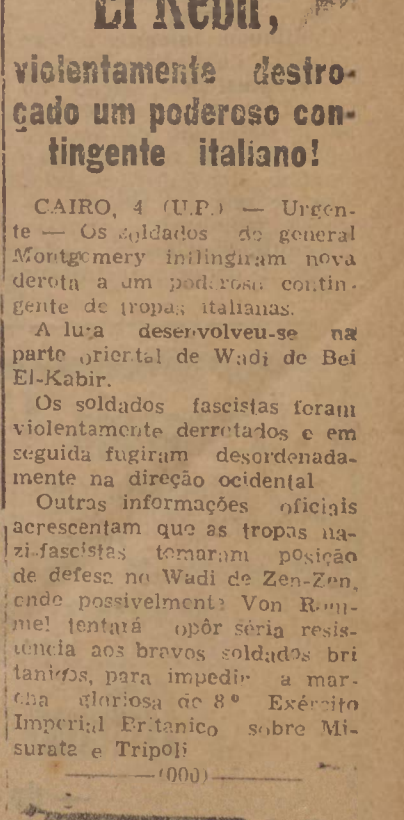 El Keba,
violentamente destro-
çado um poderoso con-
tingente italiano!
CAIRO, 4 (U.P.) — Urgen-
te — Os soldados do general
Montgomery inflingiram nova
derota a um poderoso contin-
gente de tropas italianas.
A luta desenvolveu-se na
parte oriental de Wadi de Bei
El-Kabir.
Os soldados fascistas foram
violentamente derrotados e em
seguida fugiram desordenada-
mente na direção ocidental
Outras informações oficiais
acrescentam que as tropas na-
zi-fascistas tomaram posição
de defesa no Wadi de Zen-Zen,
onde possivelmente Von Rom-
mel tentará opôr séria resis-
tência aos bravos soldados bri
tanicos, para impedir a mar-
cha gloriosa do 8º Exército
Imperial Britanico sobre Mi-
surata e Tripoli
(000)